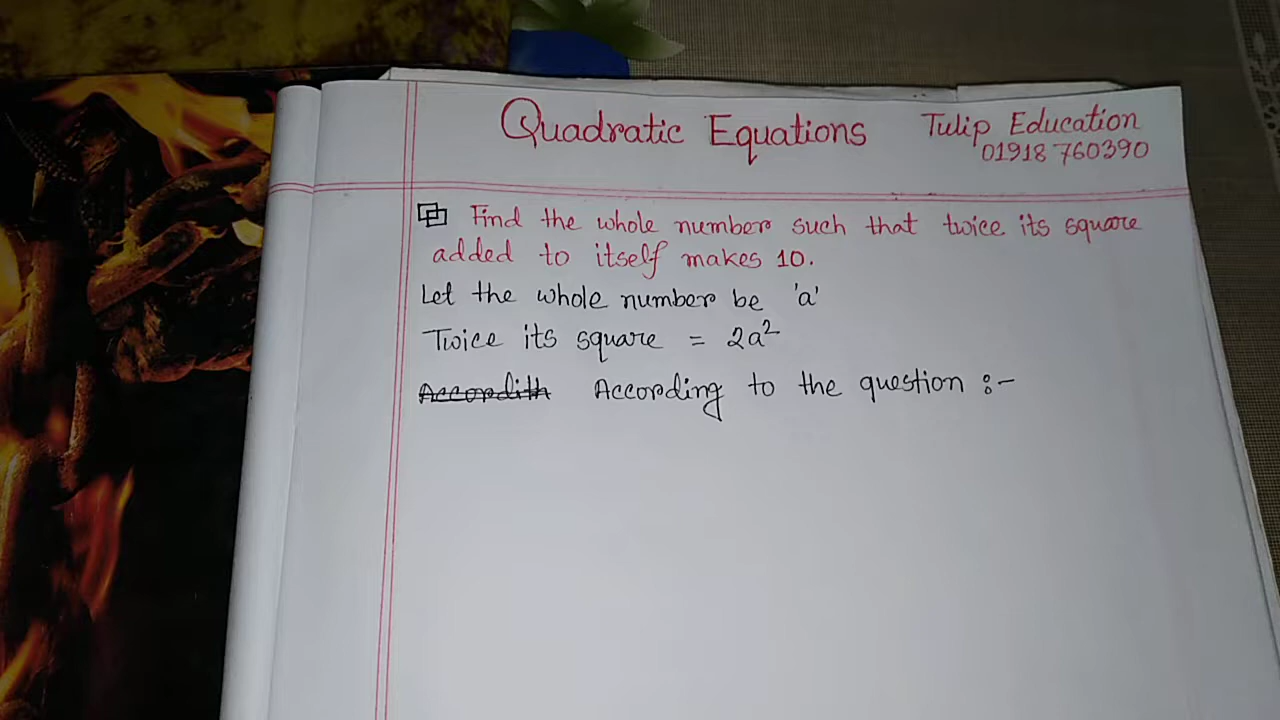 Quadratic Equations
Tulip Education
01918 760390
Find the whole number such that twice its square
added to itself makes 10.
Let the whole number be 'a'
Twice its square = 2a²
Accordith According to the question :-